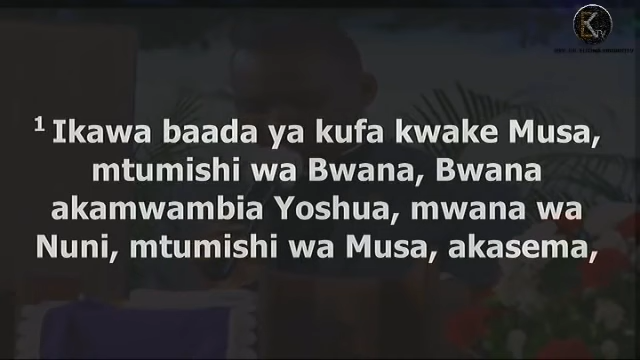 1 Ikawa baada ya kufa kwake Musa,
mtumishi wa Bwana, Bwana
akamwambia Yoshua, mwana wa
Nuni, mtumishi wa Musa, akasema,